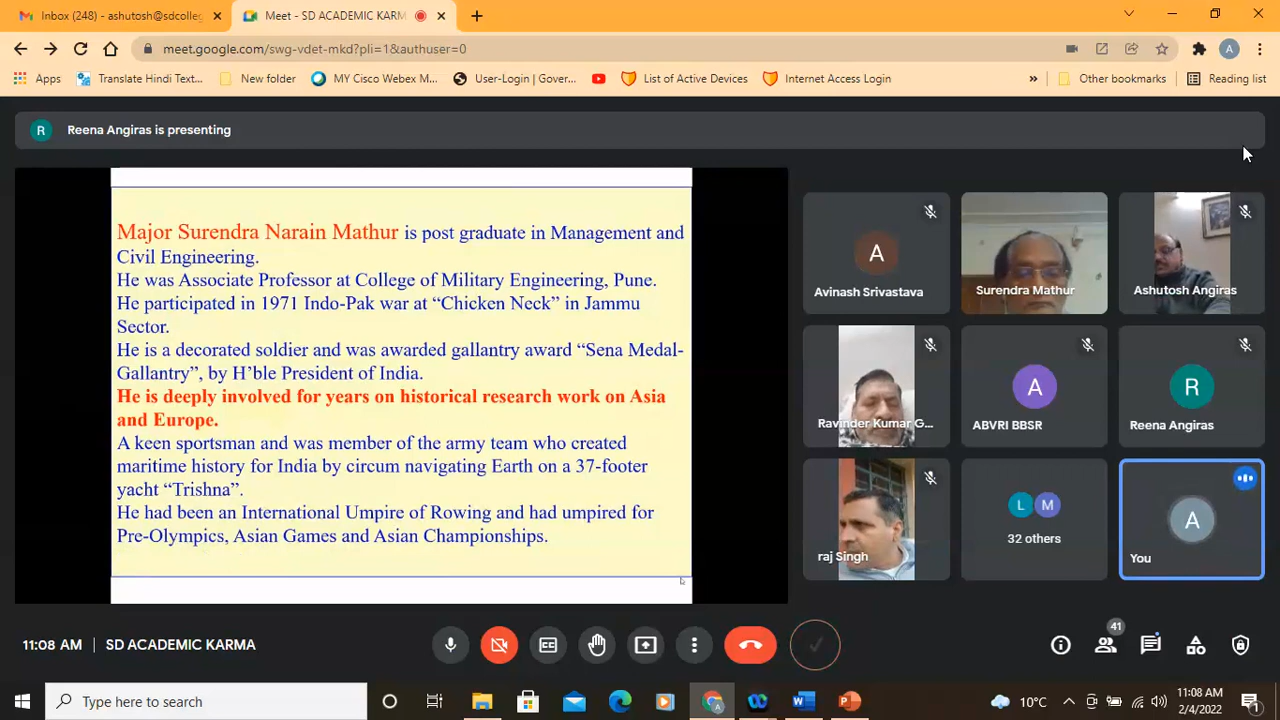 Inbox (248) - ashutosh@sdcolleg
Meet - SD ACADEMIC KARMA
meet.google.com/swg-vdet-mkd?pli=1&authuser=0
A
Apps
Translate Hindi Text...
New folder
MY Cisco Webex M...
User-Login | Gover...
List of Active Devices
Internet Access Login
»
Other bookmarks
Reading list
R
Reena Angiras is presenting
Major Surendra Narain Mathur is post graduate in Management and
Civil Engineering.
He was Associate Professor at College of Military Engineering, Pune.
He participated in 1971 Indo-Pak war at “Chicken Neck” in Jammu
Sector.
He is a decorated soldier and was awarded gallantry award “Sena Medal-
Gallantry”, by H’ble President of India.
He is deeply involved for years on historical research work on Asia
and Europe.
A keen sportsman and was member of the army team who created
maritime history for India by circum navigating Earth on a 37-footer
yacht “Trishna”.
He had been an International Umpire of Rowing and had umpired for
Pre-Olympics, Asian Games and Asian Championships.
A
Avinash Srivastava
Surendra Mathur
Ashutosh Angiras
Ravinder Kumar G...
A
ABVRI BBSR
R
Reena Angiras
raj Singh
L M
32 others
A
You
11:08 AM | SD ACADEMIC KARMA
CC
41
Type here to search
10°C
11:08 AM
2/4/2022
1